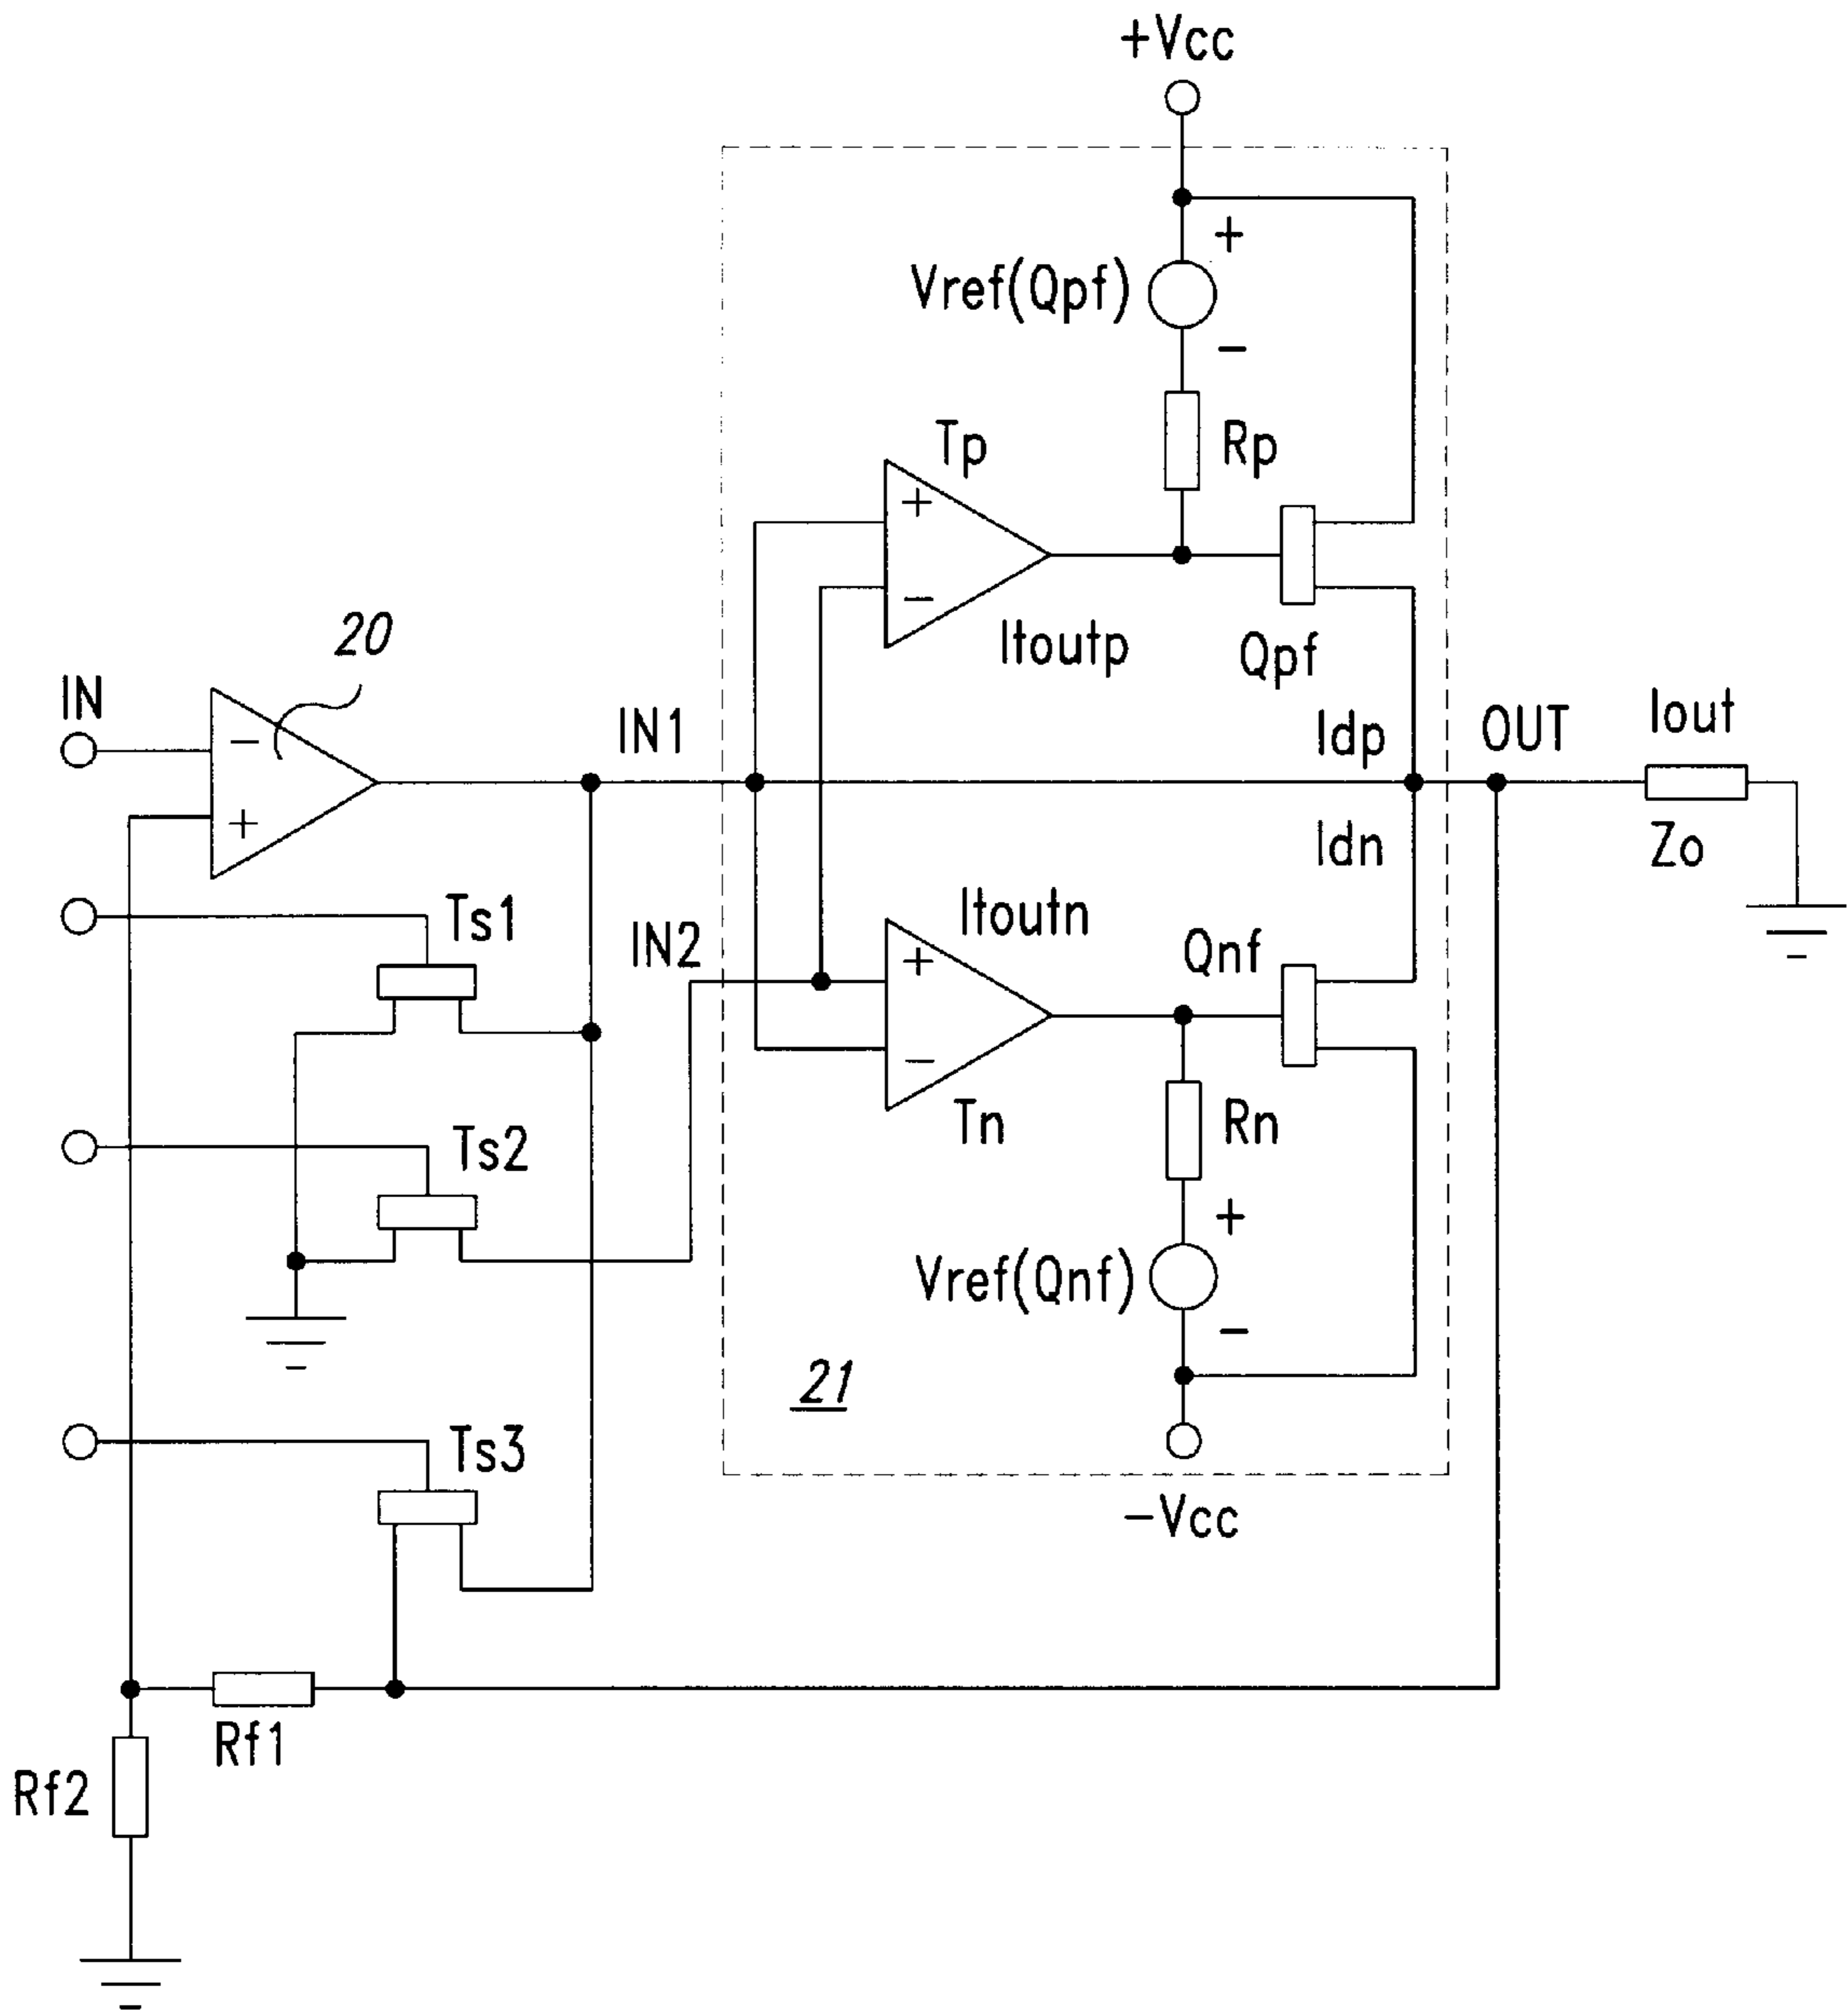 +Vcc
+
Vref(Qpf)
−
Tp
Rp
+
−
Itoutp
Qpf
20
IN
−
+
IN1
Idp
OUT
Iout
Idn
Zo
Ts1
IN2
Itoutn
Qnf
+
−
Tn
Rn
Ts2
+
Vref(Qnf)
−
21
Ts3
−Vcc
Rf1
Rf2